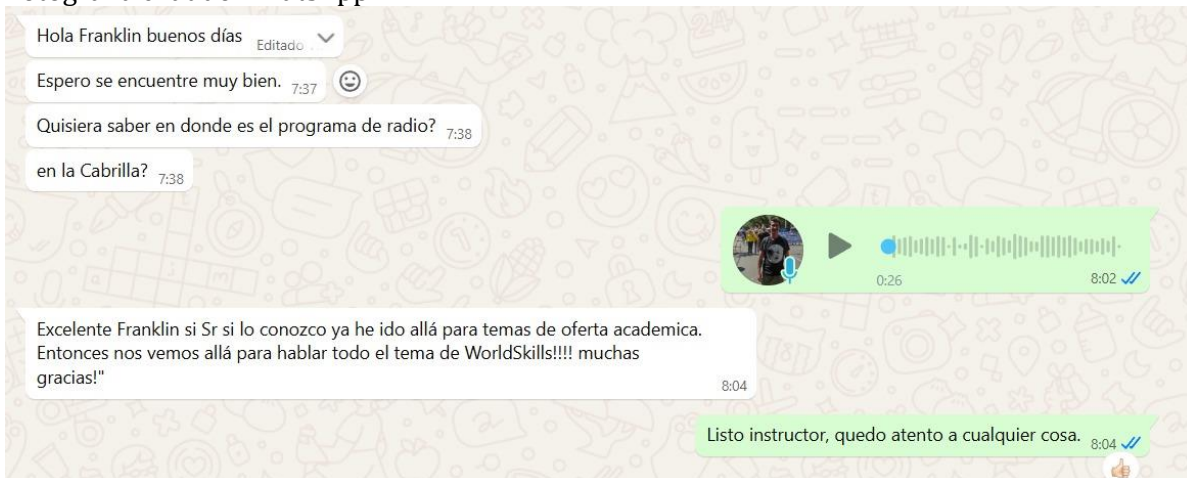 Hola Franklin buenos días Editado
Espero se encuentre muy bien. 7:37
Quisiera saber en donde es el programa de radio? 7:38
en la Cabrilla? 7:38
0:26 8:02
Excelente Franklin si Sr si lo conozco ya he ido allá para temas de oferta academica.
Entonces nos vemos allá para hablar todo el tema de WorldSkills!!!! muchas
gracias!" 8:04
Listo instructor, quedo atento a cualquier cosa. 8:04